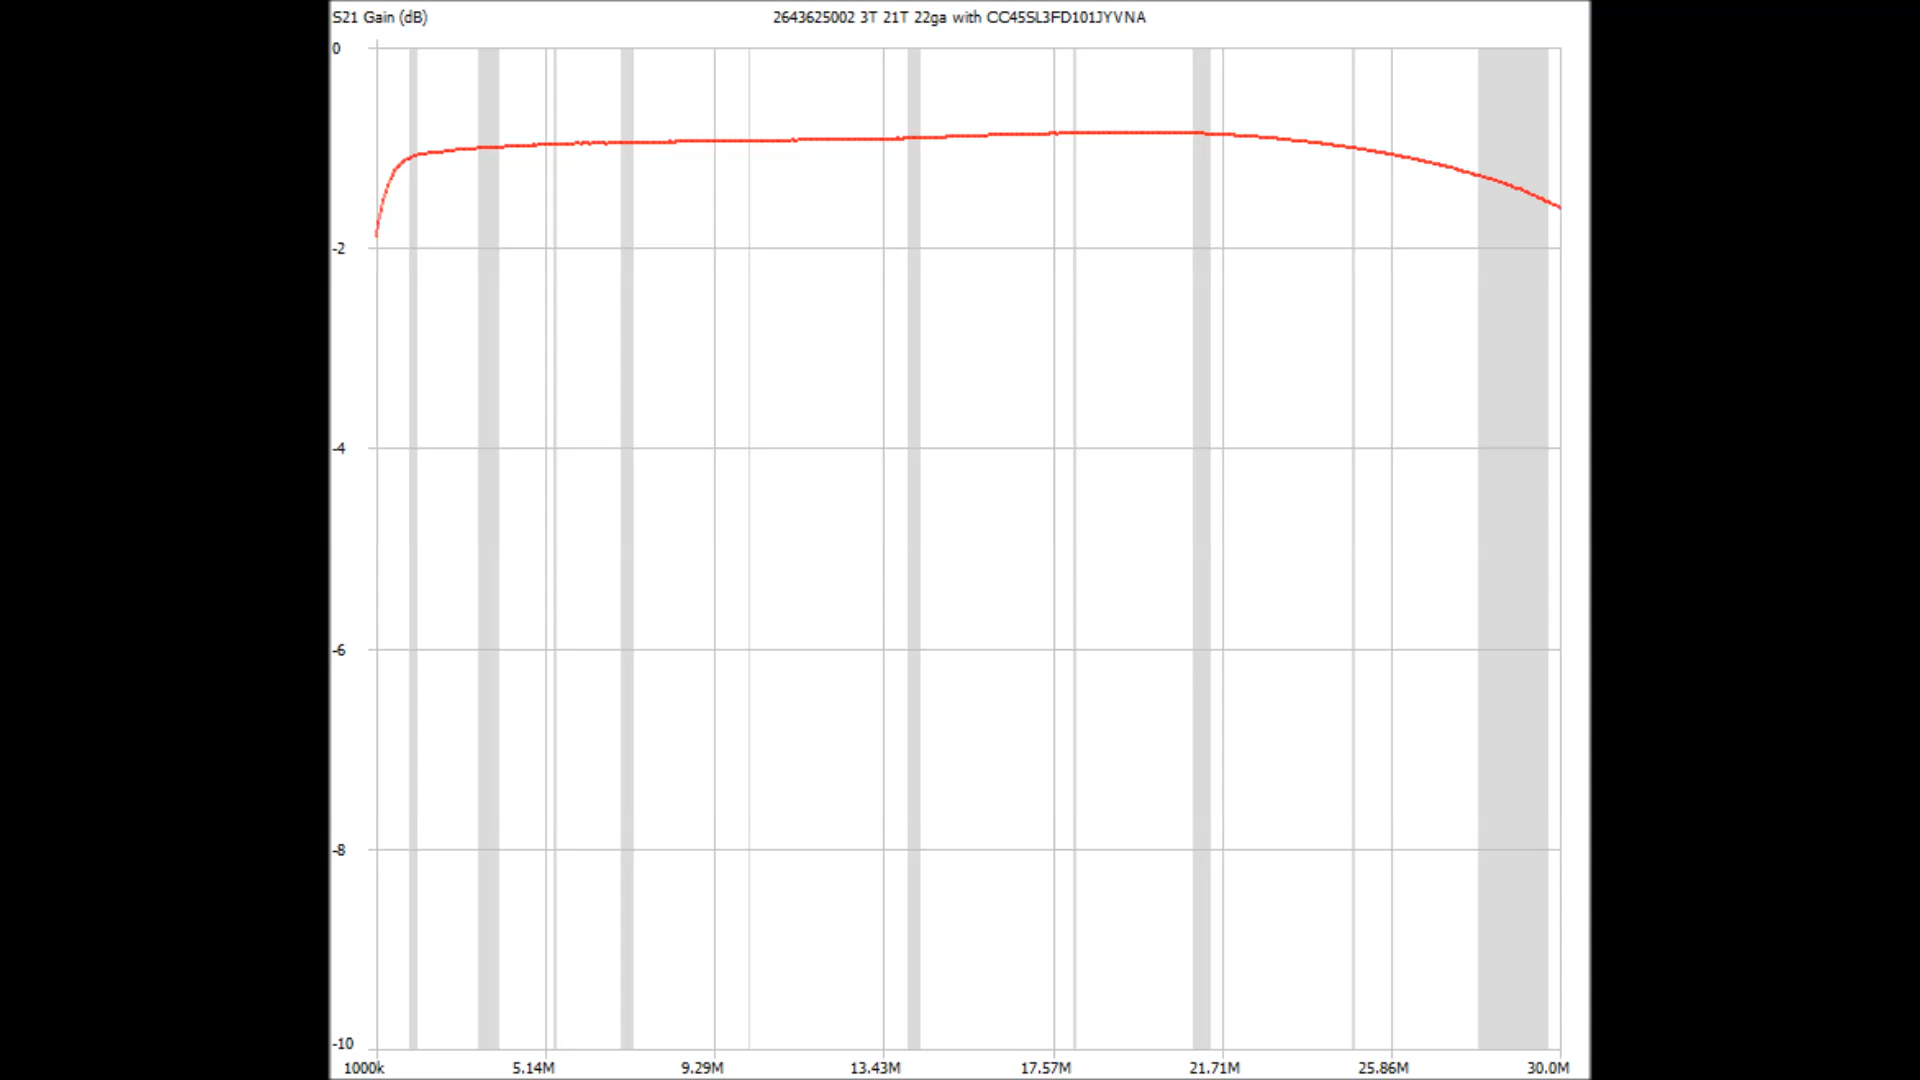 S21 Gain (dB)
2643625002 3T 21T 22ga with CC45SL3FD101JYVNA
0
-2
-4
-6
-8
-10
1000k 5.14M 9.29M 13.43M 17.57M 21.71M 25.86M 30.0M